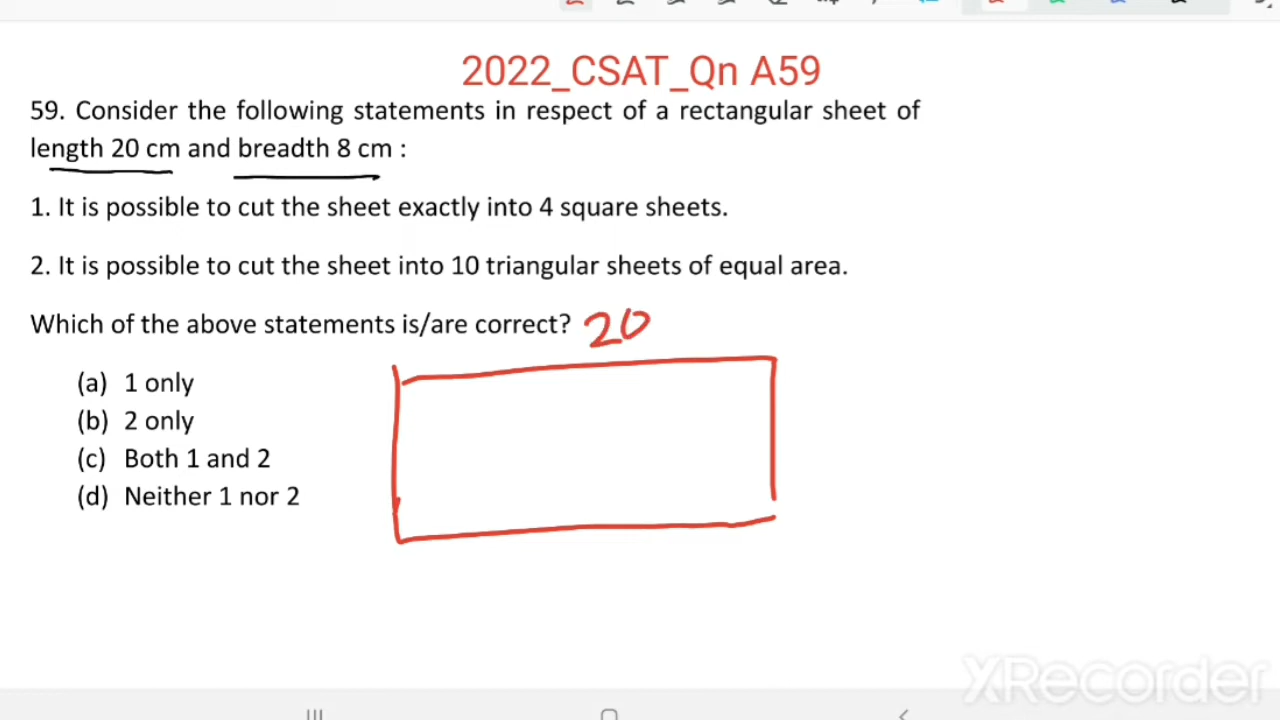 2022_CSAT_Qn A59
59. Consider the following statements in respect of a rectangular sheet of
length 20 cm and breadth 8 cm :
1. It is possible to cut the sheet exactly into 4 square sheets.
2. It is possible to cut the sheet into 10 triangular sheets of equal area.
Which of the above statements is/are correct? 20
(a) 1 only
(b) 2 only
(c) Both 1 and 2
(d) Neither 1 nor 2
XRecorder